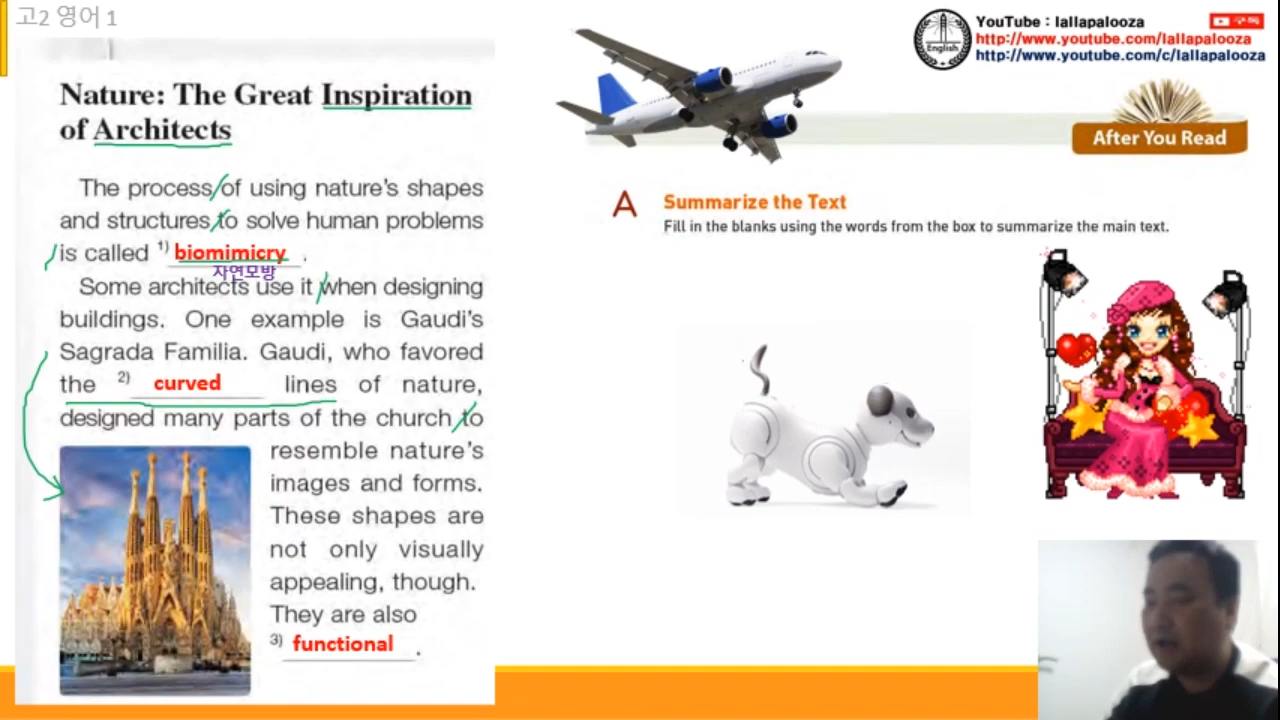 고2 영어 1
Nature: The Great Inspiration
of Architects
The process of using nature's shapes
and structures to solve human problems
is called 1) biomimicry .
자연모방
Some architects use it when designing
buildings. One example is Gaudi's
Sagrada Familia. Gaudi, who favored
the 2) curved lines of nature,
designed many parts of the church to
resemble nature's
images and forms.
These shapes are
not only visually
appealing, though.
They are also
3) functional .
English
YouTube : lallapalooza
구독
http://www.youtube.com/lallapalooza
http://www.youtube.com/c/lallapalooza
After You Read
A Summarize the Text
Fill in the blanks using the words from the box to summarize the main text.